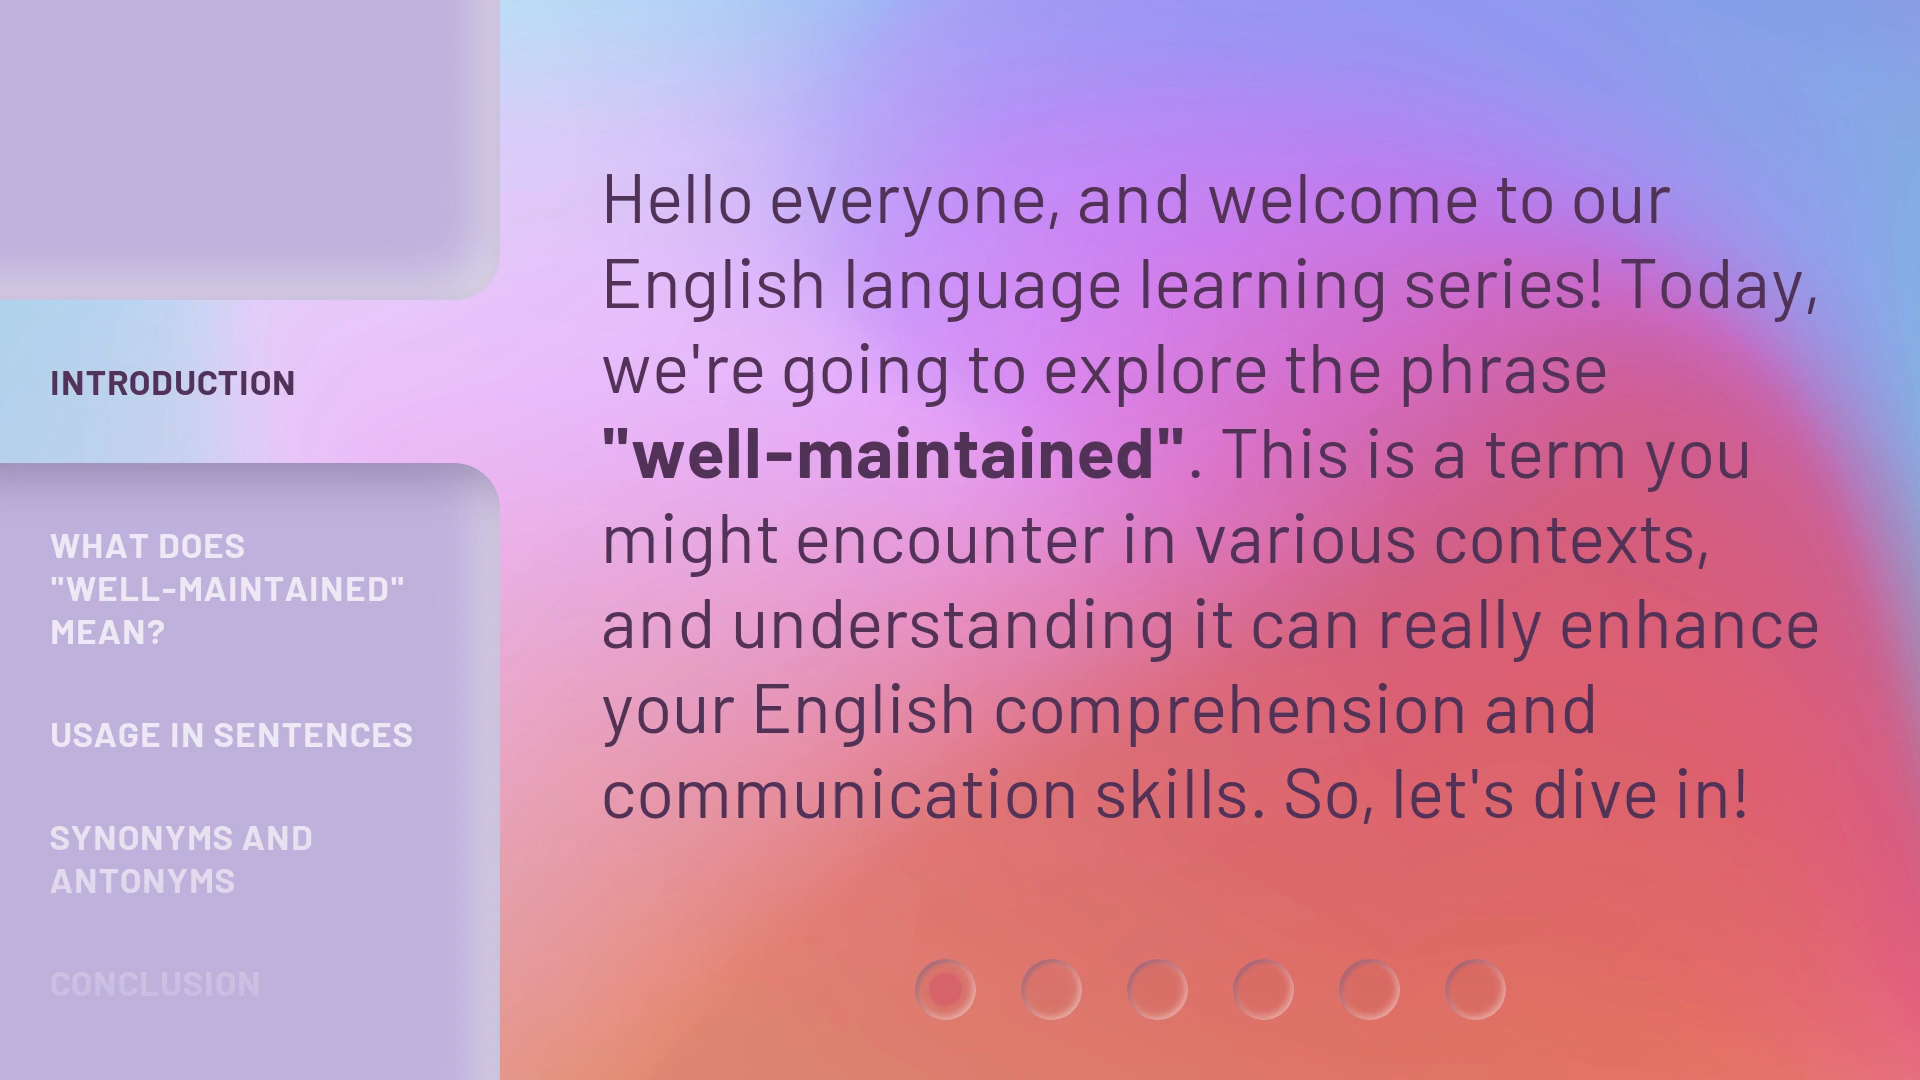 INTRODUCTION
WHAT DOES
"WELL-MAINTAINED"
MEAN?
USAGE IN SENTENCES
SYNONYMS AND
ANTONYMS
CONCLUSION
Hello everyone, and welcome to our
English language learning series! Today,
we're going to explore the phrase
"well-maintained". This is a term you
might encounter in various contexts,
and understanding it can really enhance
your English comprehension and
communication skills. So, let's dive in!